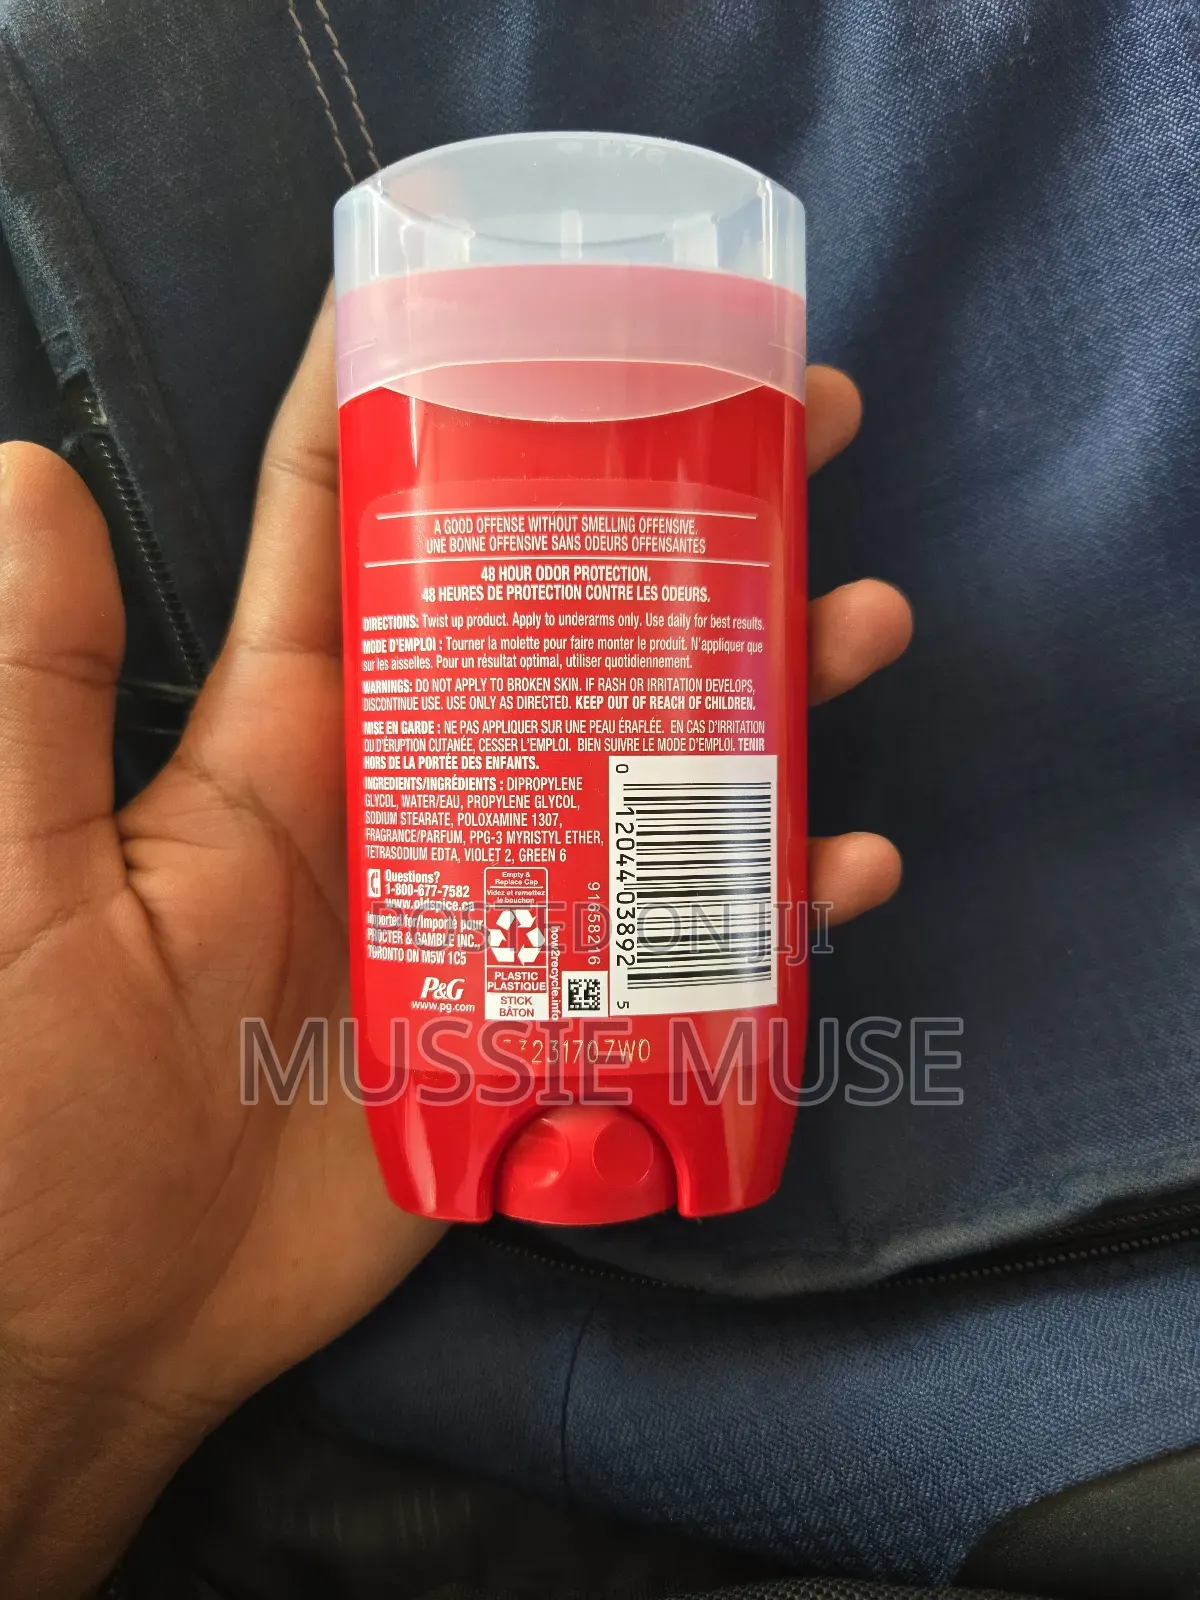 A GOOD OFFENSE WITHOUT SMELLING OFFENSIVE.
UNE BONNE OFFENSIVE SANS ODEURS OFFENSANTES
48 HOUR ODOR PROTECTION.
48 HEURES DE PROTECTION CONTRE LES ODEURS.
DIRECTIONS: Twist up product. Apply to underarms only. Use daily for best results.
MODE D'EMPLOI : Tourner la molette pour faire monter le produit. N'appliquer que
sur les aisselles. Pour un résultat optimal, utiliser quotidiennement.
WARNINGS: DO NOT APPLY TO BROKEN SKIN. IF RASH OR IRRITATION DEVELOPS,
DISCONTINUE USE. USE ONLY AS DIRECTED. KEEP OUT OF REACH OF CHILDREN.
MISE EN GARDE : NE PAS APPLIQUER SUR UNE PEAU ÉRAFLÉE. EN CAS D'IRRITATION
OU D'ÉRUPTION CUTANÉE, CESSER L'EMPLOI. BIEN SUIVRE LE MODE D'EMPLOI. TENIR
HORS DE LA PORTÉE DES ENFANTS.
INGREDIENTS/INGRÉDIENTS : DIPROPYLENE
GLYCOL, WATER/EAU, PROPYLENE GLYCOL,
SODIUM STEARATE, POLOXAMINE 1307,
FRAGRANCE/PARFUM, PPG-3 MYRISTYL ETHER,
TETRASODIUM EDTA, VIOLET 2, GREEN 6
Questions?
1-800-677-7582
www.oldspice.ca
Imported for/Importé pour
PROCTER & GAMBLE INC.,
TORONTO ON M5W 1C5
P&G
www.pg.com
Empty &
Replace Cap
Videz et remettez
le bouchon
PLASTIC
PLASTIQUE
STICK
BÂTON
how2recycle.info
91658216
0 12044 03892 5
POSTED ON JIJI
MUSSIE MUSE